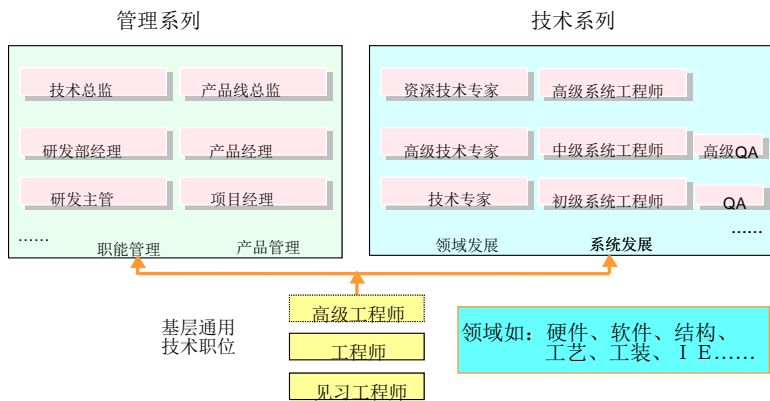 管理系列
技术系列
技术总监
产品线总监
资深技术专家
高级系统工程师
研发部经理
产品经理
高级技术专家
中级系统工程师
高级QA
研发主管
项目经理
技术专家
初级系统工程师
QA
......
......
职能管理
产品管理
领域发展
系统发展
高级工程师
基层通用
技术职位
工程师
见习工程师
领域如：硬件、软件、结构、
工艺、工装、ＩＥ......